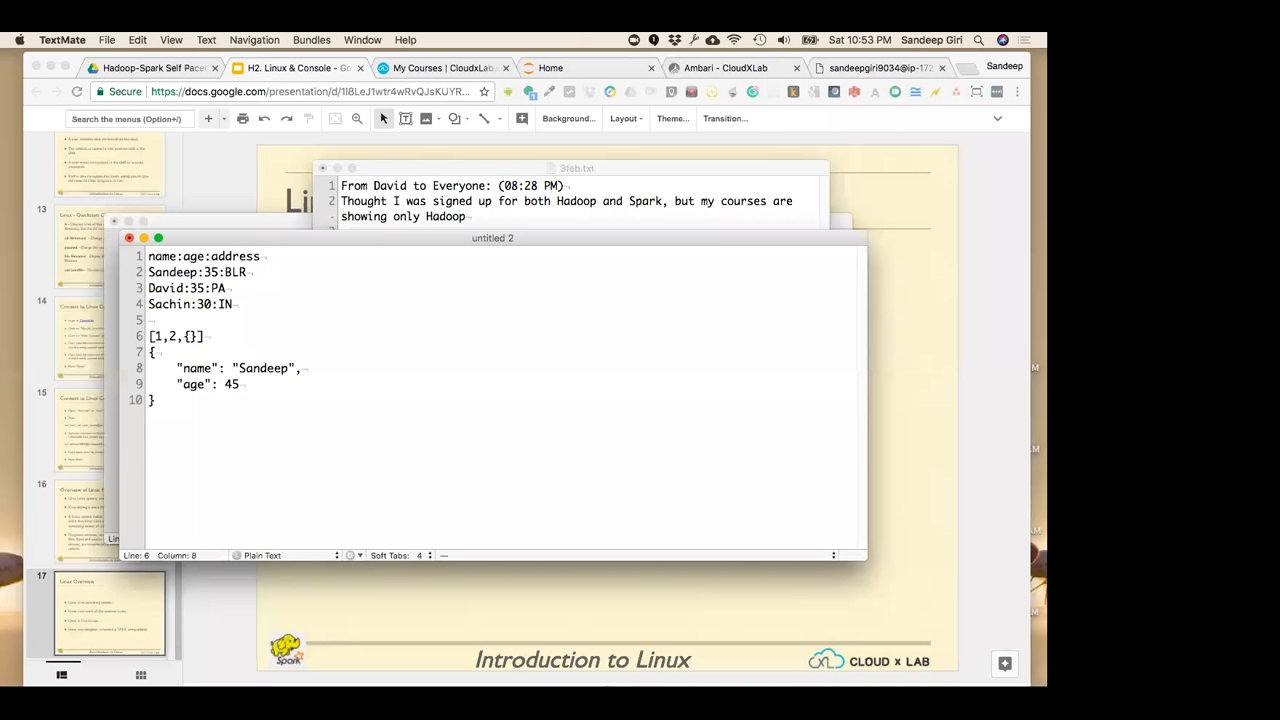 TextMate File Edit View Text Navigation Bundles Window Help Sat 10:53 PM Sandeep Giri
Hadoop-Spark Self Pace H2. Linux & Console - Go My Courses | CloudxLab Home Ambari - CloudXLab sandeepgiri9034@ip-172 Sandeep
Secure https://docs.google.com/presentation/d/1l8LeJ1wtr4wRvQJsKUYR...
Search the menus (Option+/) Background... Layout Theme... Transition...
3fab.txt
1 From David to Everyone: (08:28 PM)
2 Thought I was signed up for both Hadoop and Spark, but my courses are
showing only Hadoop
untitled 2
1 name:age:address
2 Sandeep:35:BLR
3 David:35:PA
4 Sachin:30:IN
5
6 [1,2,{}]
7 {
8 "name": "Sandeep",
9 "age": 45
10 }
Line: 6 Column: 8 Plain Text Soft Tabs: 4
13
14
15
16
17
Linux Overview
Spark
Introduction to Linux
CLOUD X LAB